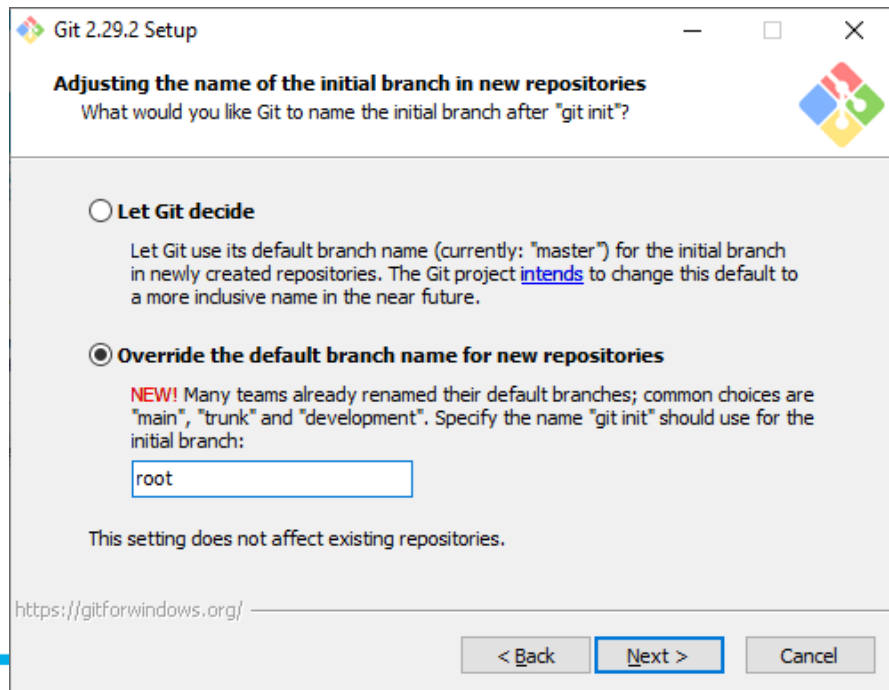 Git 2.29.2 Setup
Adjusting the name of the initial branch in new repositories
What would you like Git to name the initial branch after "git init"?
Let Git decide
Let Git use its default branch name (currently: "master") for the initial branch
in newly created repositories. The Git project intends to change this default to
a more inclusive name in the near future.
Override the default branch name for new repositories
NEW! Many teams already renamed their default branches; common choices are
"main", "trunk" and "development". Specify the name "git init" should use for the
initial branch:
root
This setting does not affect existing repositories.
https://gitforwindows.org/
< Back
Next >
Cancel